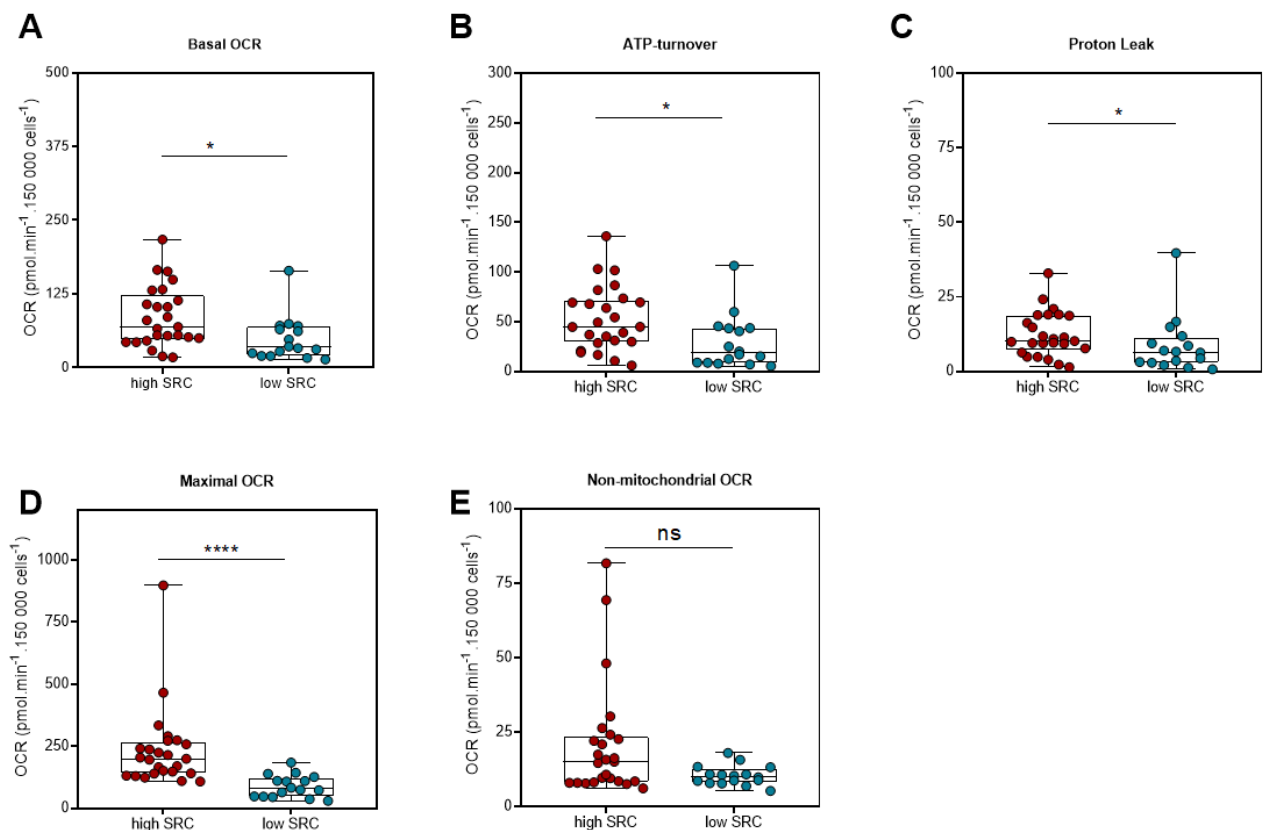 A
Basal OCR
OCR (pmol.min⁻¹.150 000 cells⁻¹)
500
375
250
125
0
*
high SRC
low SRC
B
ATP-turnover
OCR (pmol.min⁻¹.150 000 cells⁻¹)
300
250
200
150
100
50
0
*
high SRC
low SRC
C
Proton Leak
OCR (pmol.min⁻¹.150 000 cells⁻¹)
100
75
50
25
0
*
high SRC
low SRC
D
Maximal OCR
OCR (pmol.min⁻¹.150 000 cells⁻¹)
1000
750
500
250
0
****
high SRC
low SRC
E
Non-mitochondrial OCR
OCR (pmol.min⁻¹.150 000 cells⁻¹)
100
75
50
25
0
ns
high SRC
low SRC